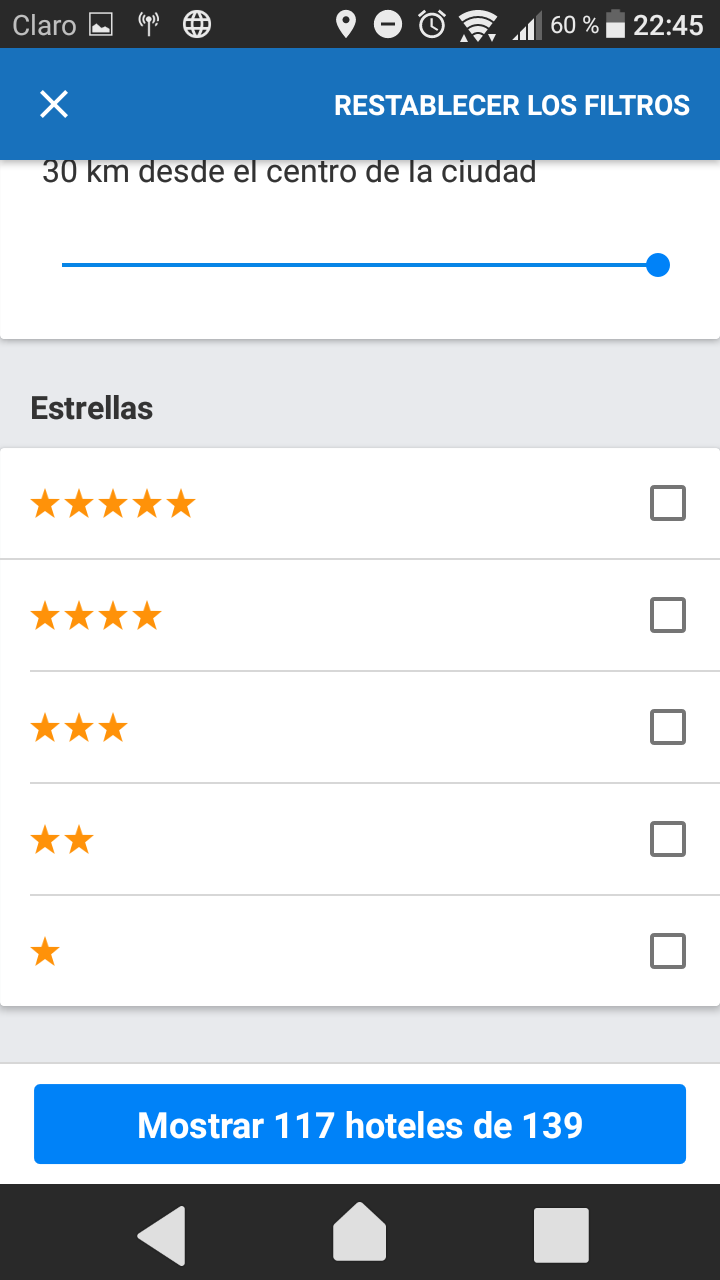 Claro 60 % 22:45
RESTABLECER LOS FILTROS
30 km desde el centro de la ciudad
Estrellas
Mostrar 117 hoteles de 139